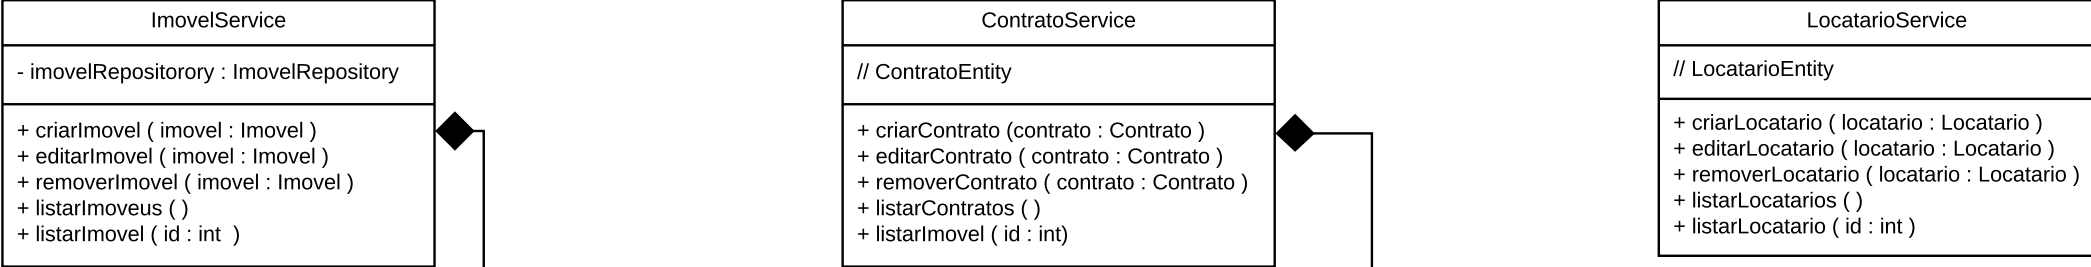 ImovelService
- imovelRepositorory : ImovelRepository
+ criarImovel ( imovel : Imovel )
+ editarImovel ( imovel : Imovel )
+ removerImovel ( imovel : Imovel )
+ listarImoveus ( )
+ listarImovel ( id : int  )
ContratoService
// ContratoEntity
+ criarContrato (contrato : Contrato )
+ editarContrato ( contrato : Contrato )
+ removerContrato ( contrato : Contrato )
+ listarContratos ( )
+ listarImovel ( id : int)
LocatarioService
// LocatarioEntity
+ criarLocatario ( locatario : Locatario )
+ editarLocatario ( locatario : Locatario )
+ removerLocatario ( locatario : Locatario )
+ listarLocatarios ( )
+ listarLocatario ( id : int )